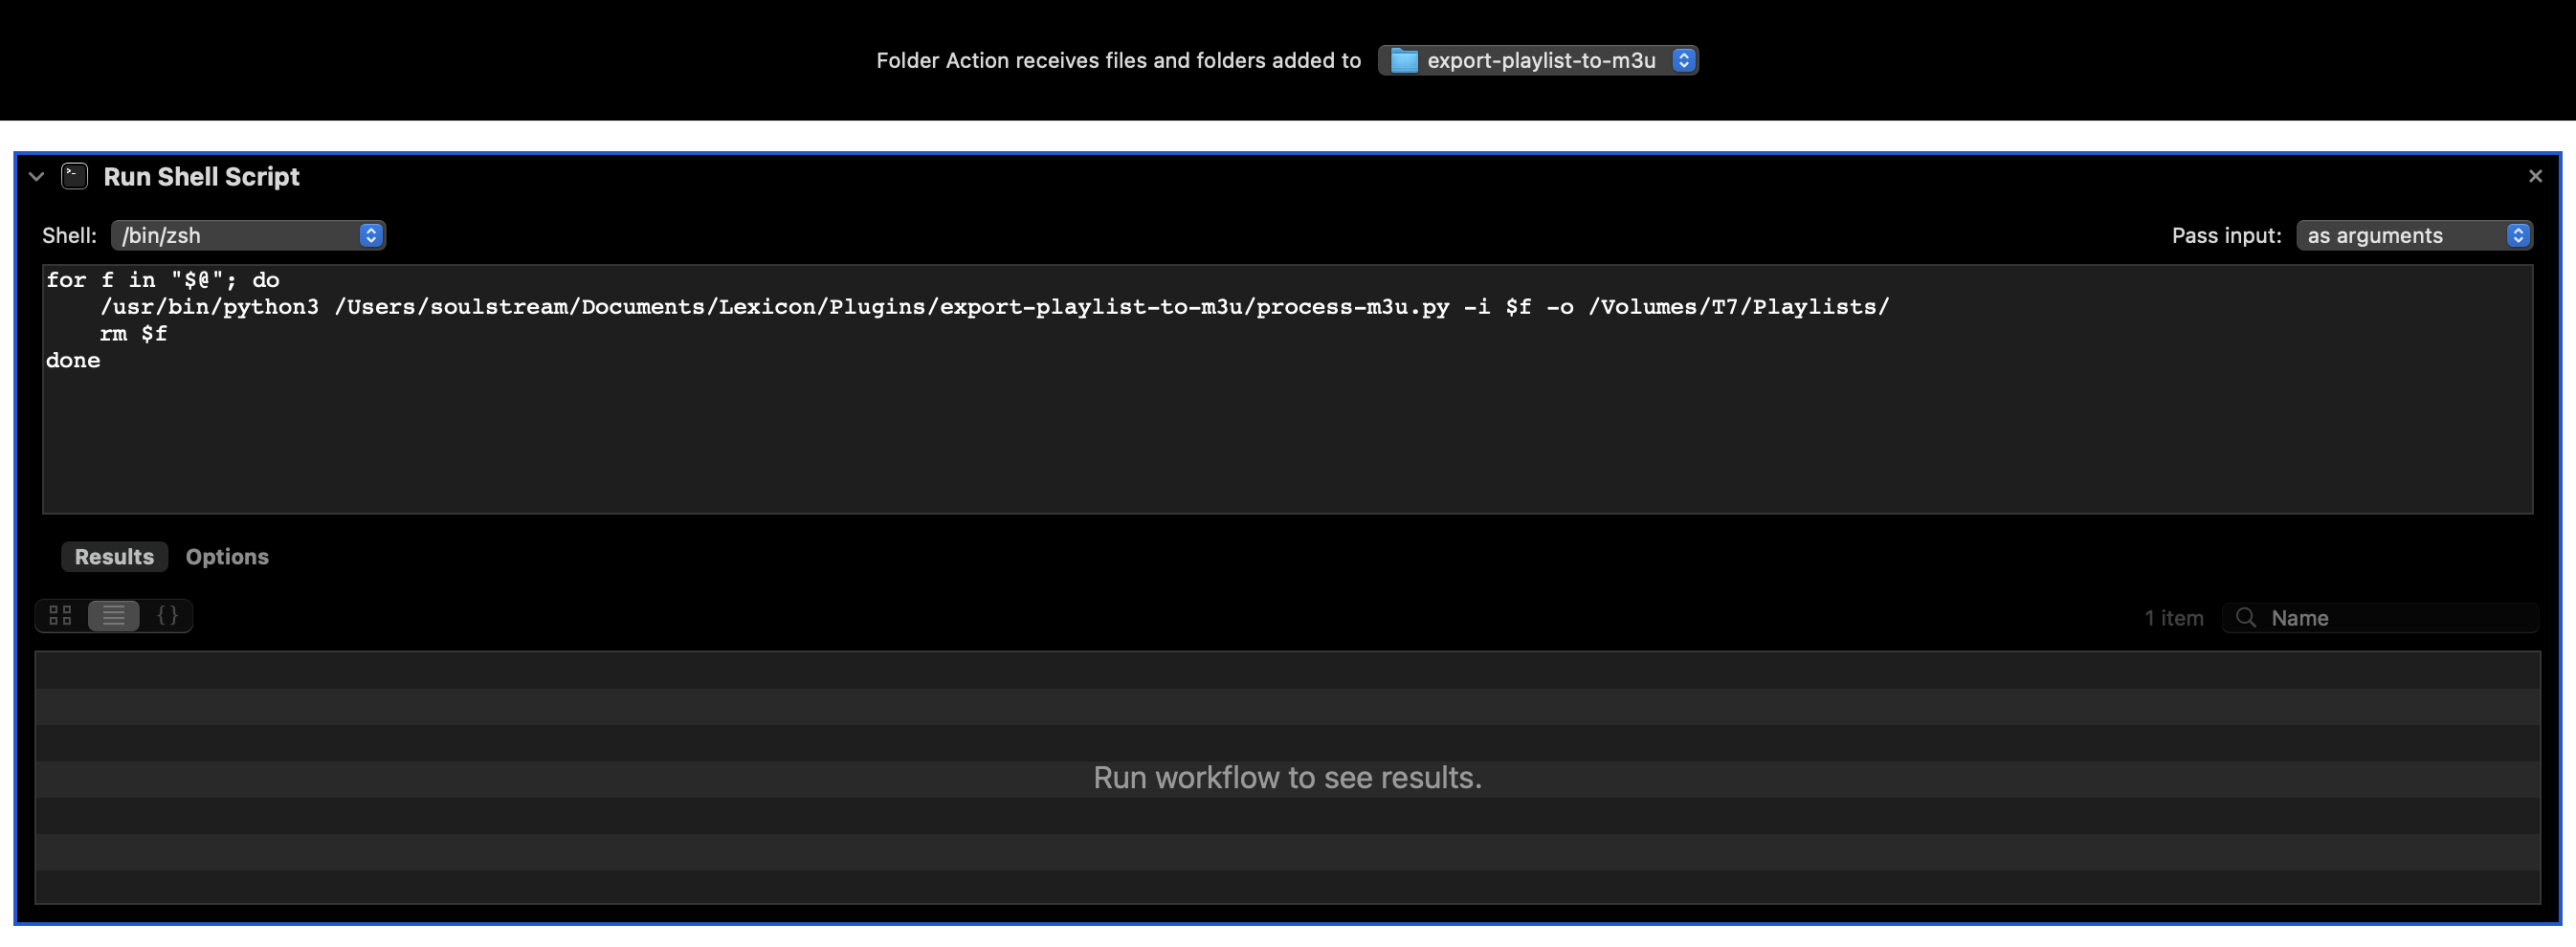 Folder Action receives files and folders added to export-playlist-to-m3u
Run Shell Script
Shell: /bin/zsh Pass input: as arguments
for f in "$@"; do
    /usr/bin/python3 /Users/soulstream/Documents/Lexicon/Plugins/export-playlist-to-m3u/process-m3u.py -i $f -o /Volumes/T7/Playlists/
    rm $f
done
Results Options
{} 1 item Name
Run workflow to see results.